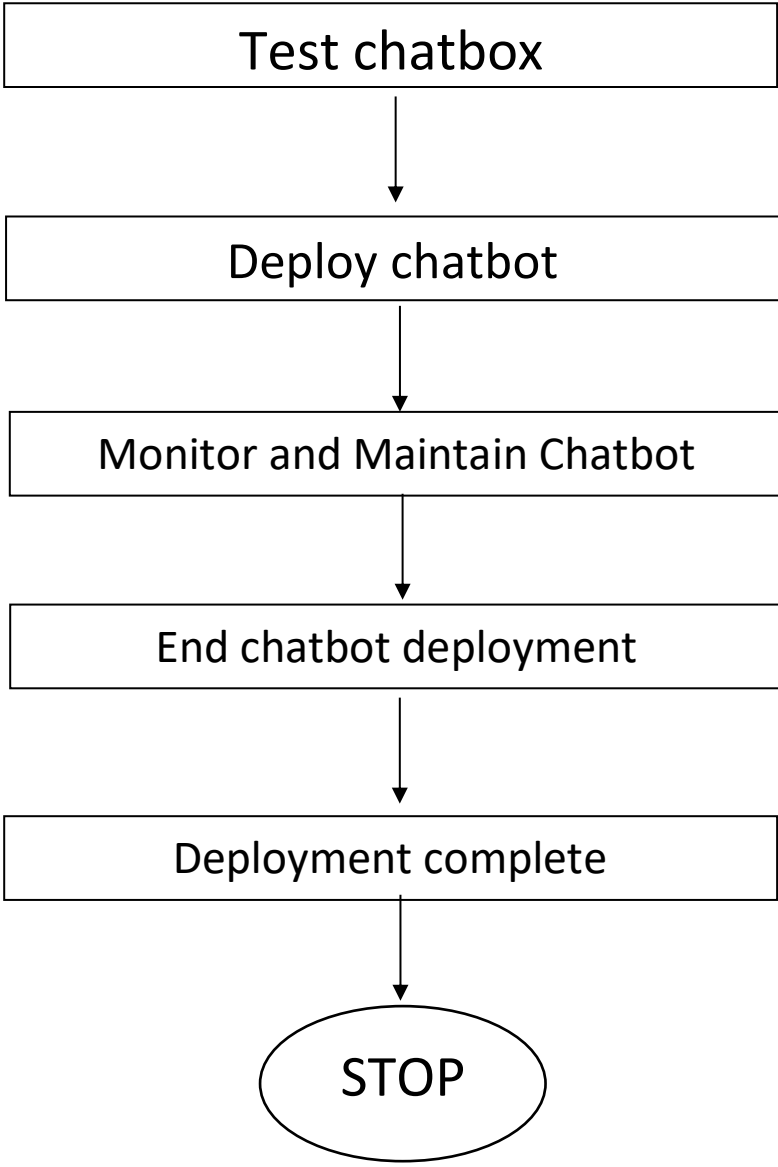 Test chatbox
Deploy chatbot
Monitor and Maintain Chatbot
End chatbot deployment
Deployment complete
STOP